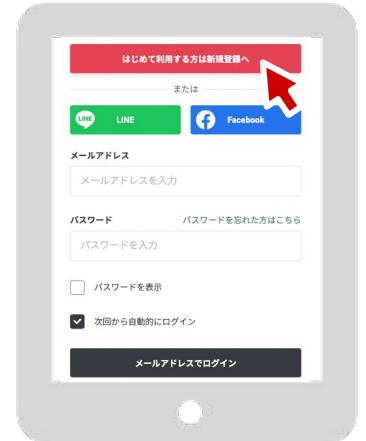 はじめて利用する方は新規登録へ
または
LINE LINE Facebook
メールアドレス
メールアドレスを入力
パスワード パスワードを忘れた方はこちら
パスワードを入力
パスワードを表示
次回から自動的にログイン
メールアドレスでログイン